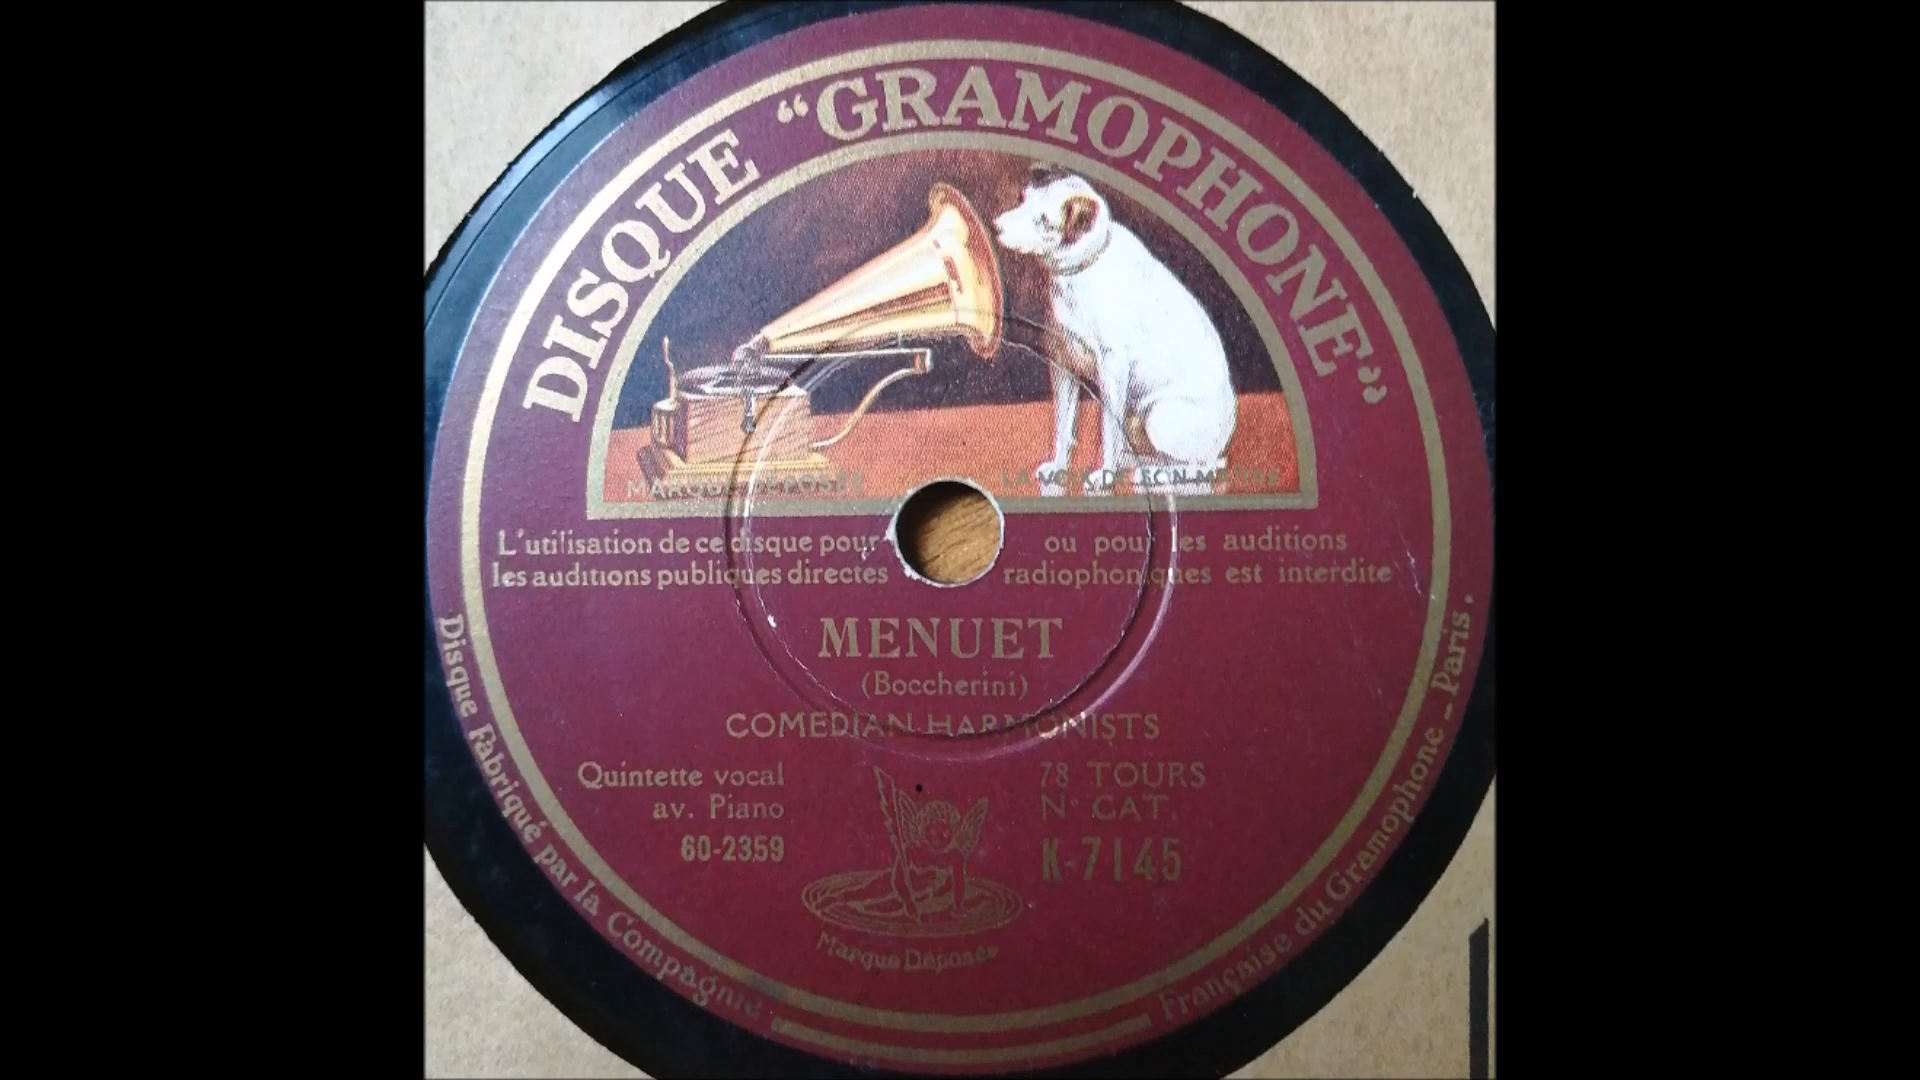 DISQUE “GRAMOPHONE”
MARQUE DÉPOSÉE
LA VOIX DE SON MAÎTRE
L'utilisation de ce disque pour ou pour les auditions
les auditions publiques directes radiophoniques est interdite
MENUET
(Boccherini)
COMEDIAN HARMONISTS
Quintette vocal
av. Piano
60-2359
78 TOURS
N° CAT.
K-7145
Marque Déposée
Disque Fabriqué par la Compagnie Française du Gramophone - Paris.